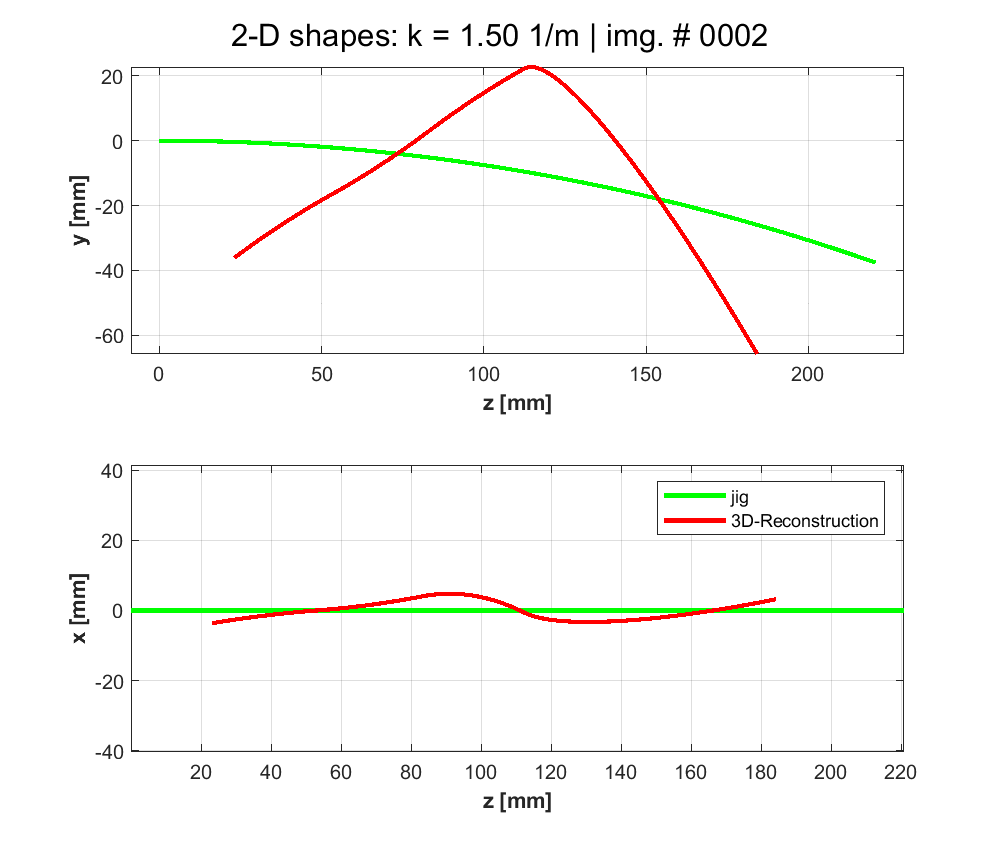 2-D shapes: k = 1.50 1/m | img. # 0002
20
0
-20
-40
-60
y [mm]
0 50 100 150 200
z [mm]
40
20
0
-20
-40
x [mm]
jig
3D-Reconstruction
20 40 60 80 100 120 140 160 180 200 220
z [mm]